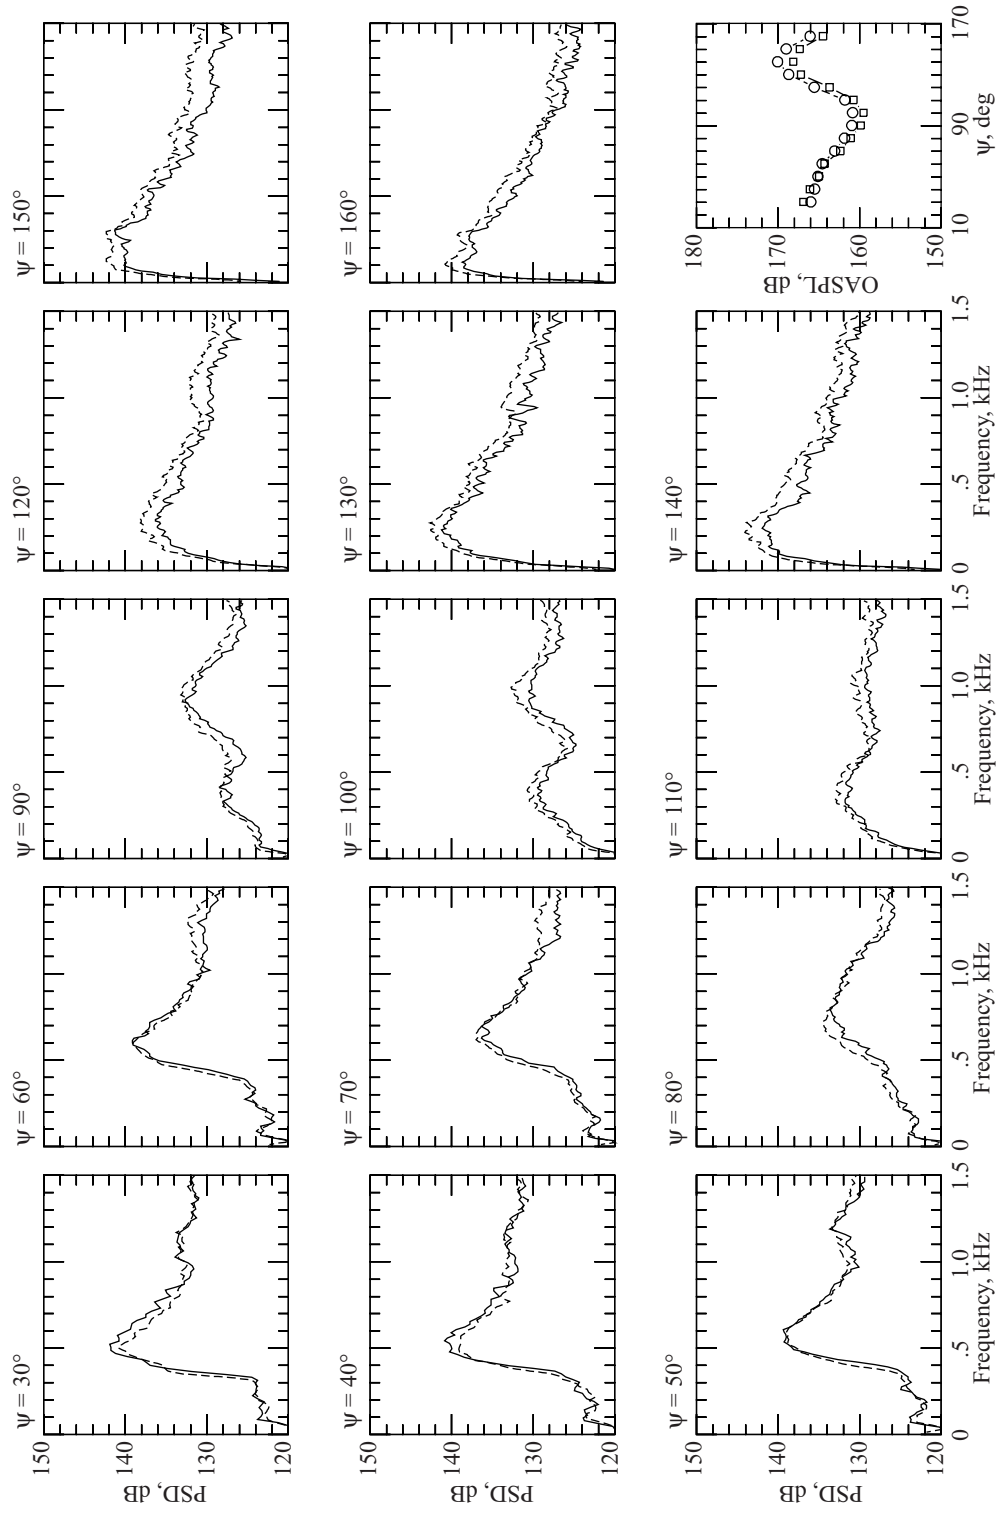 ψ = 30°
ψ = 60°
ψ = 90°
ψ = 120°
ψ = 150°
150
140
130
120
PSD, dB
ψ = 40°
ψ = 70°
ψ = 100°
ψ = 130°
ψ = 160°
150
140
130
120
PSD, dB
ψ = 50°
ψ = 80°
ψ = 110°
ψ = 140°
150
140
130
120
PSD, dB
0 .5 1.0 1.5
Frequency, kHz
0 .5 1.0 1.5
Frequency, kHz
0 .5 1.0 1.5
Frequency, kHz
0 .5 1.0 1.5
Frequency, kHz
180
170
160
150
OASPL, dB
10 90 170
ψ, deg